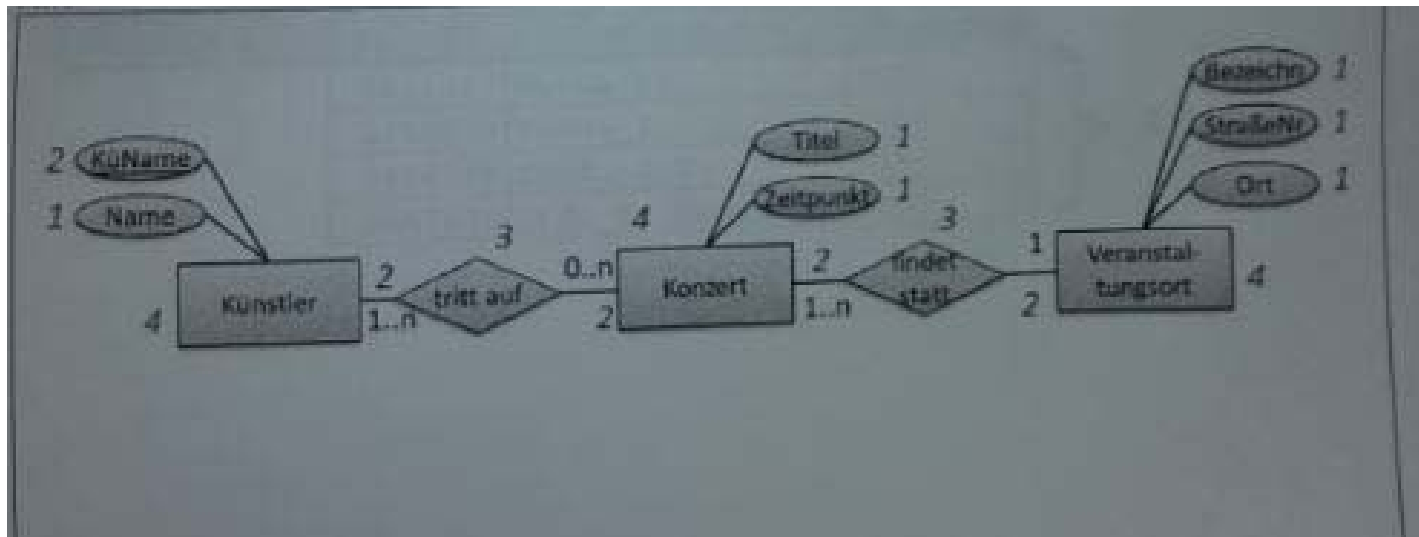 Bezeichn 1
StraßeNr 1
Ort 1
Titel 1
Zeitpunkt 1
2 KüName
1 Name
4 Künstler
2
1..n
3
tritt auf
0..n
2
4
Konzert
2
1..n
3
findet
statt
1
2
Veranstal-
tungsort
4